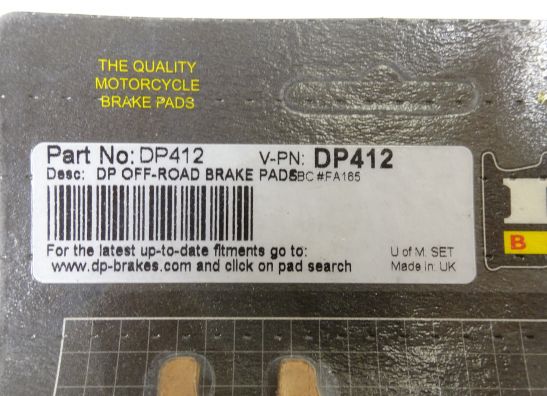 THE QUALITY
MOTORCYCLE
BRAKE PADS
Part No: DP412 V-PN: DP412
Desc: DP OFF-ROAD BRAKE PADS EBC #FA165
For the latest up-to-date fitments go to: U of M. SET
www.dp-brakes.com and click on pad search Made in: UK
B